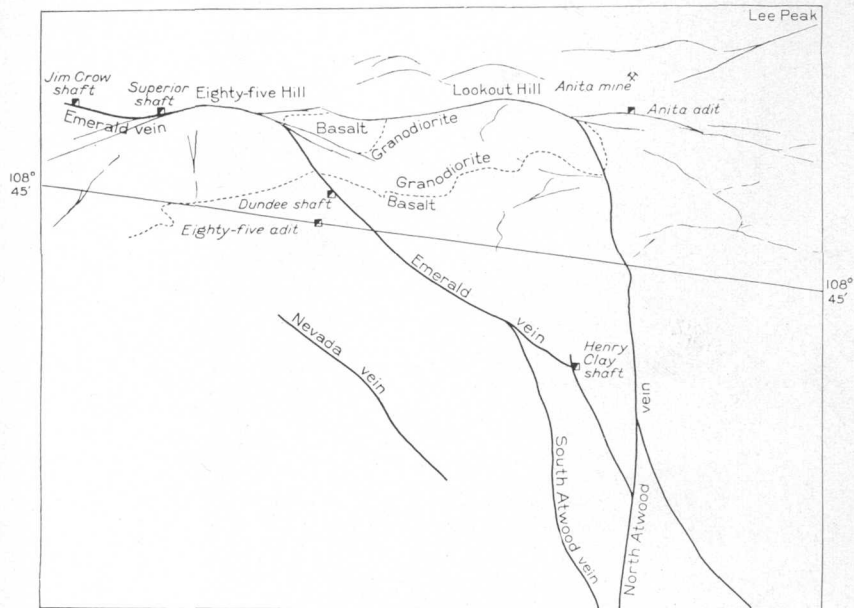 Lee Peak
Jim Crow
shaft
Superior
shaft
Eighty-five Hill
Lookout Hill
Anita mine
Anita adit
Emerald vein
Basalt
Granodiorite
Granodiorite
Basalt
108°
45′
Dundee shaft
Eighty-five adit
108°
45′
Emerald
vein
Nevada
vein
Henry
Clay
shaft
vein
North Atwood
South Atwood vein